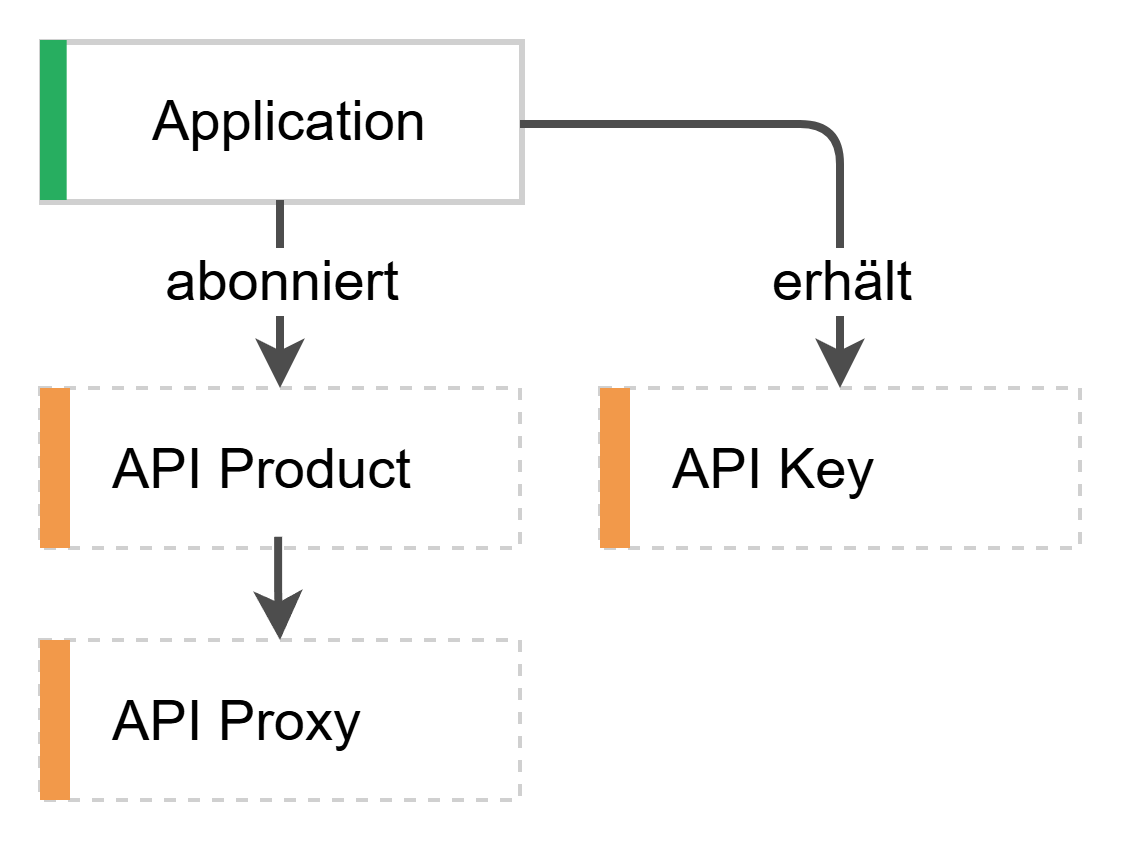 Application
abonniert
erhält
API Product
API Key
API Proxy